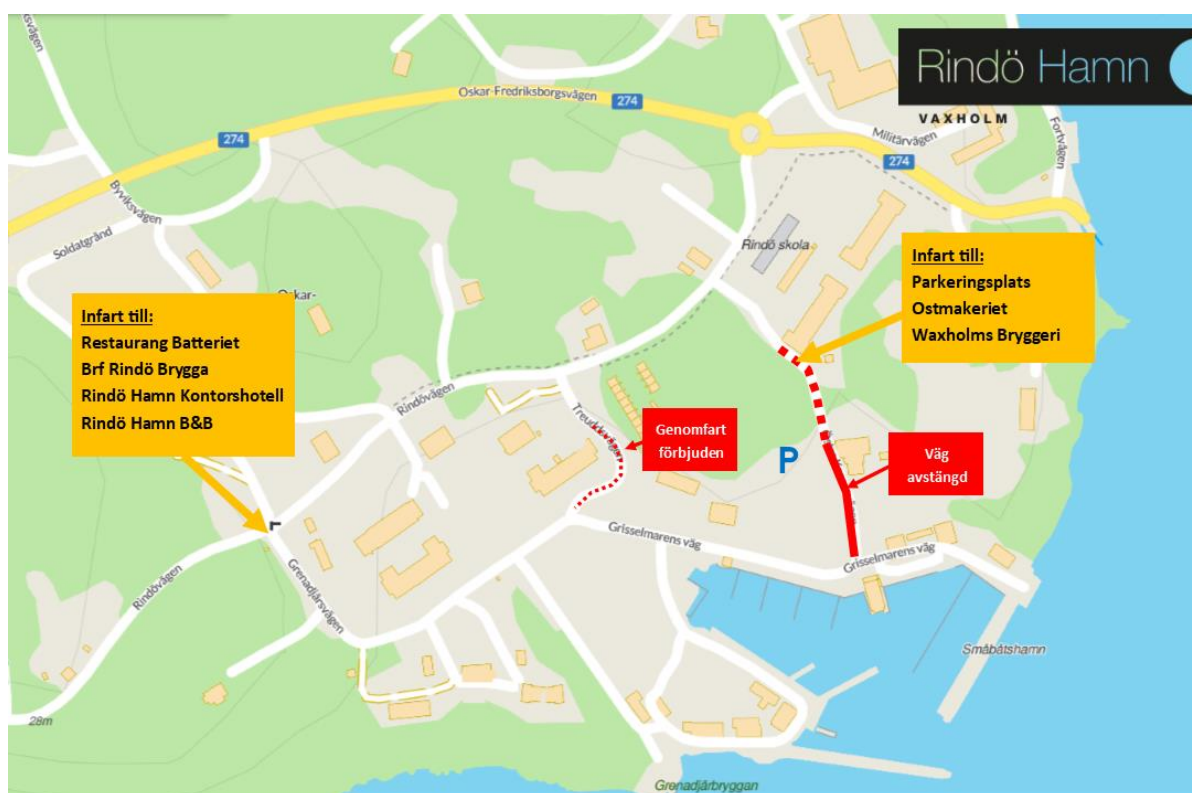 Rindö Hamn
VAXHOLM
Oskar-Fredriksborgsvägen
274
274
274
Militärvägen
Fortvägen
Byviksvägen
Soldatgränd
Oskar-
Rindö skola
Infart till:
Parkeringsplats
Ostmakeriet
Waxholms Bryggeri
Infart till:
Restaurang Batteriet
Brf Rindö Brygga
Rindö Hamn Kontorshotell
Rindö Hamn B&B
Rindövägen
Genomfart
förbjuden
P
Väg
avstängd
Grisselmarens väg
Grisselmarens väg
Rindövägen
Grenadjärsvägen
Småbåtshamn
28m
Grenadjärbryggan